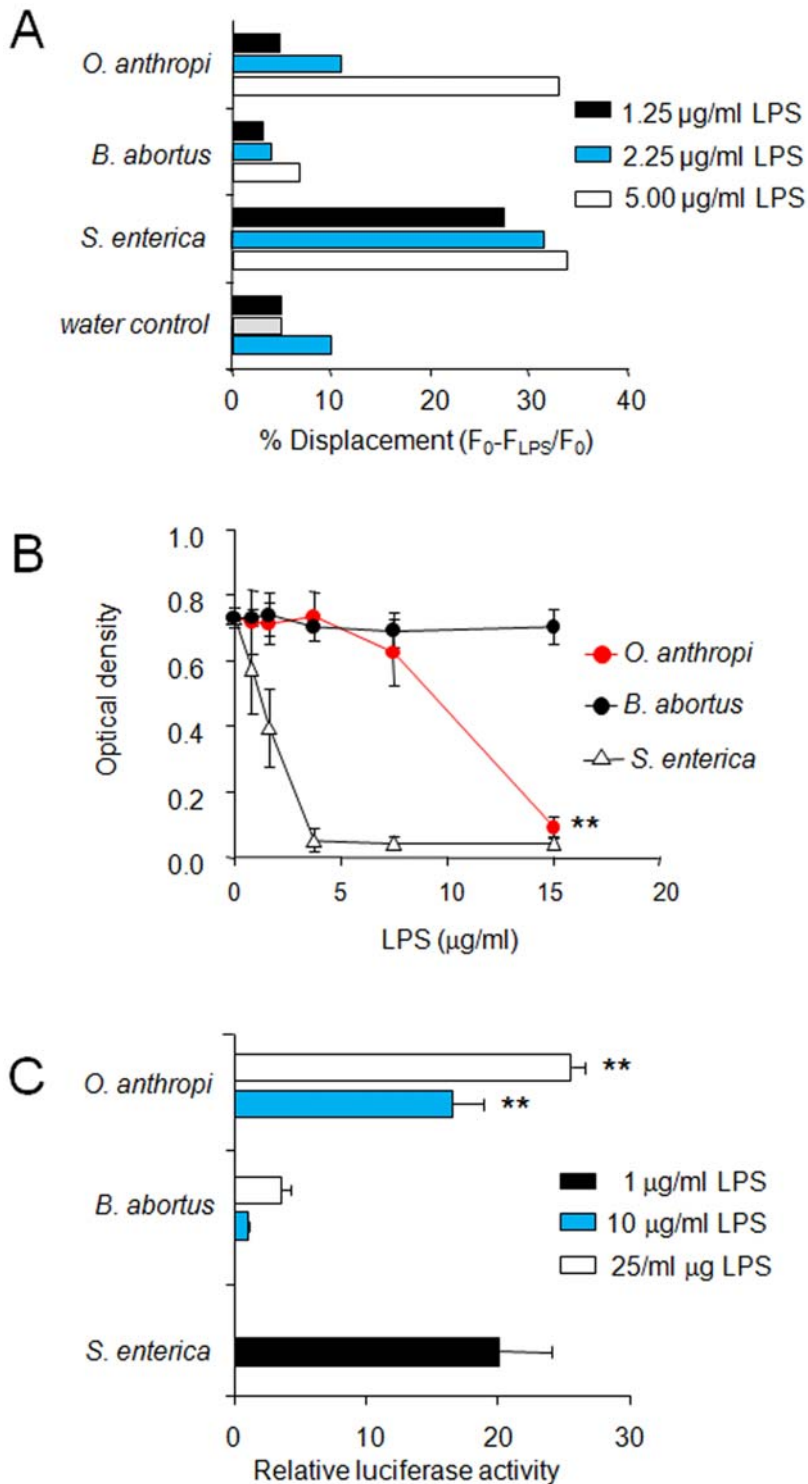 A
O. anthropi
B. abortus
S. enterica
water control
1.25 µg/ml LPS
2.25 µg/ml LPS
5.00 µg/ml LPS
0 10 20 30 40
% Displacement (F0-FLPS/F0)
B
1.0
0.8
0.6
0.4
0.2
0.0
Optical density
**
O. anthropi
B. abortus
S. enterica
0 5 10 15 20
LPS (µg/ml)
C
O. anthropi
**
**
B. abortus
S. enterica
1 µg/ml LPS
10 µg/ml LPS
25/ml µg LPS
0 10 20 30
Relative luciferase activity